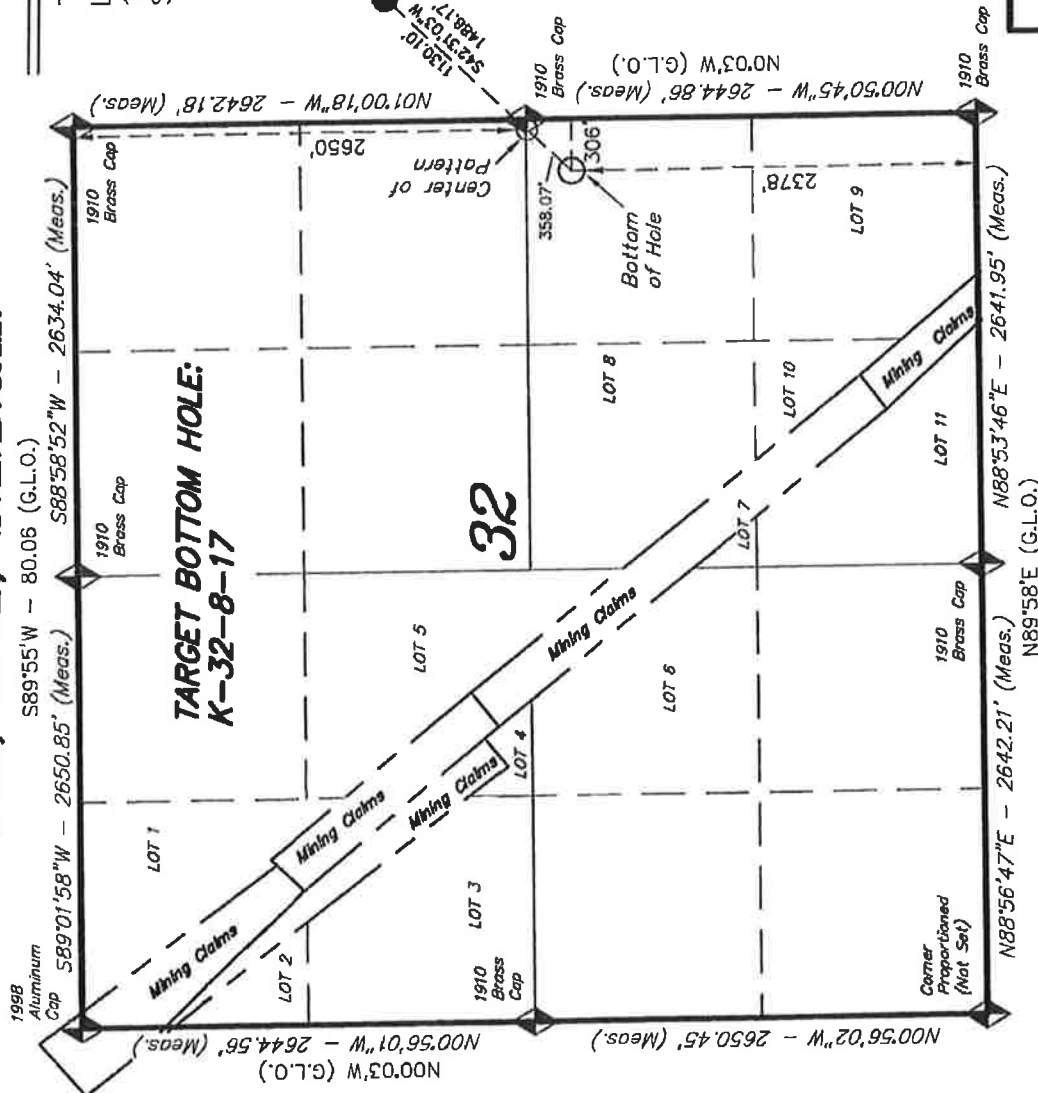 S89°55'W - 80.06 (G.L.O.)
S89°01'58"W - 2650.85' (Meas.)
S88°58'52"W - 2634.04' (Meas.)
1998
Aluminum
Cap
1910
Brass Cap
1910
Brass Cap
TARGET BOTTOM HOLE:
K-32-8-17
LOT 1
Mining Claims
Mining Claims
LOT 2
Mining Claims
LOT 3
LOT 4
LOT 5
1910
Brass
Cap
32
Mining Claims
LOT 6
LOT 7
LOT 8
LOT 9
LOT 10
LOT 11
Mining Claims
Center of
Pattern
2650'
358.07'
306'
Bottom
of Hole
2378'
1130.10'
S42°31'03"W
1488.17'
1910
Brass Cap
N01°00'18"W - 2642.18' (Meas.)
N00°50'45"W - 2644.86' (Meas.)
N0°03'W (G.L.O.)
N00°56'01"W - 2644.56' (Meas.)
N00°03'W (G.L.O.)
N00°56'02"W - 2650.45' (Meas.)
Corner
Proportioned
(Not Set)
1910
Brass Cap
1910
Brass Cap
N88°56'47"E - 2642.21' (Meas.)
N88°53'46"E - 2641.95' (Meas.)
N89°58'E (G.L.O.)